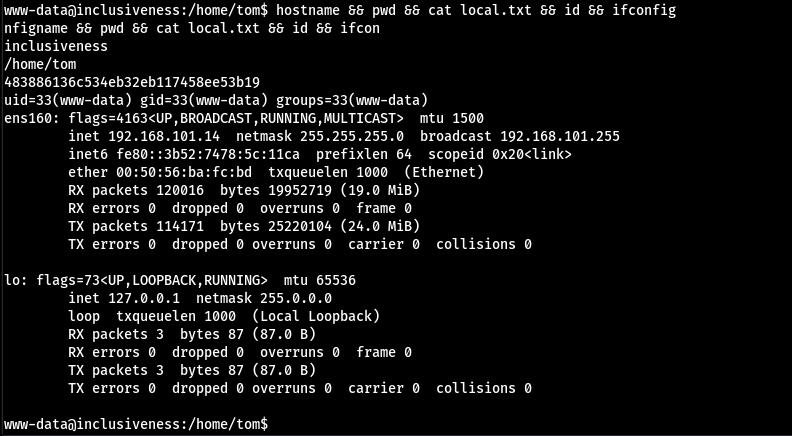 www-data@inclusiveness:/home/tom$ hostname && pwd && cat local.txt && id && ifconfig
nfigname && pwd && cat local.txt && id && ifcon
inclusiveness
/home/tom
483886136c534eb32eb117458ee53b19
uid=33(www-data) gid=33(www-data) groups=33(www-data)
ens160: flags=4163<UP,BROADCAST,RUNNING,MULTICAST>  mtu 1500
        inet 192.168.101.14  netmask 255.255.255.0  broadcast 192.168.101.255
        inet6 fe80::3b52:7478:5c:11ca  prefixlen 64  scopeid 0x20<link>
        ether 00:50:56:ba:fc:bd  txqueuelen 1000  (Ethernet)
        RX packets 120016  bytes 19952719 (19.0 MiB)
        RX errors 0  dropped 0  overruns 0  frame 0
        TX packets 114171  bytes 25220104 (24.0 MiB)
        TX errors 0  dropped 0 overruns 0  carrier 0  collisions 0

lo: flags=73<UP,LOOPBACK,RUNNING>  mtu 65536
        inet 127.0.0.1  netmask 255.0.0.0
        loop  txqueuelen 1000  (Local Loopback)
        RX packets 3  bytes 87 (87.0 B)
        RX errors 0  dropped 0  overruns 0  frame 0
        TX packets 3  bytes 87 (87.0 B)
        TX errors 0  dropped 0 overruns 0  carrier 0  collisions 0

www-data@inclusiveness:/home/tom$